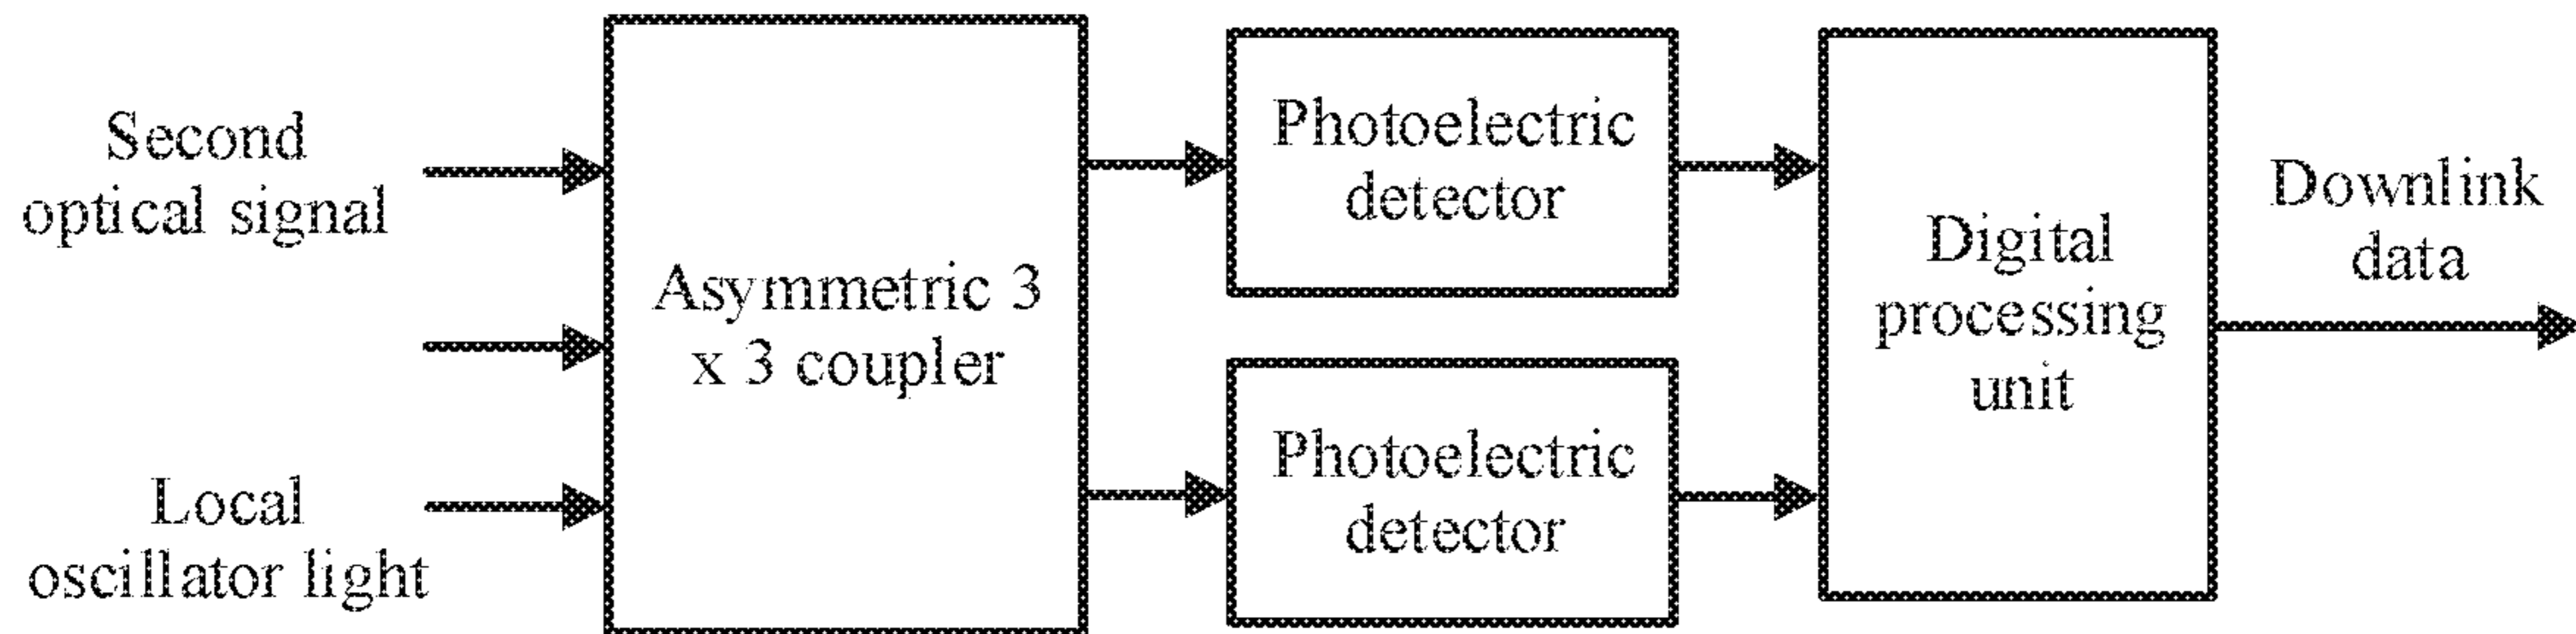 Second
optical signal
Local
oscillator light
Asymmetric 3
x 3 coupler
Photoelectric
detector
Photoelectric
detector
Digital
processing
unit
Downlink
data